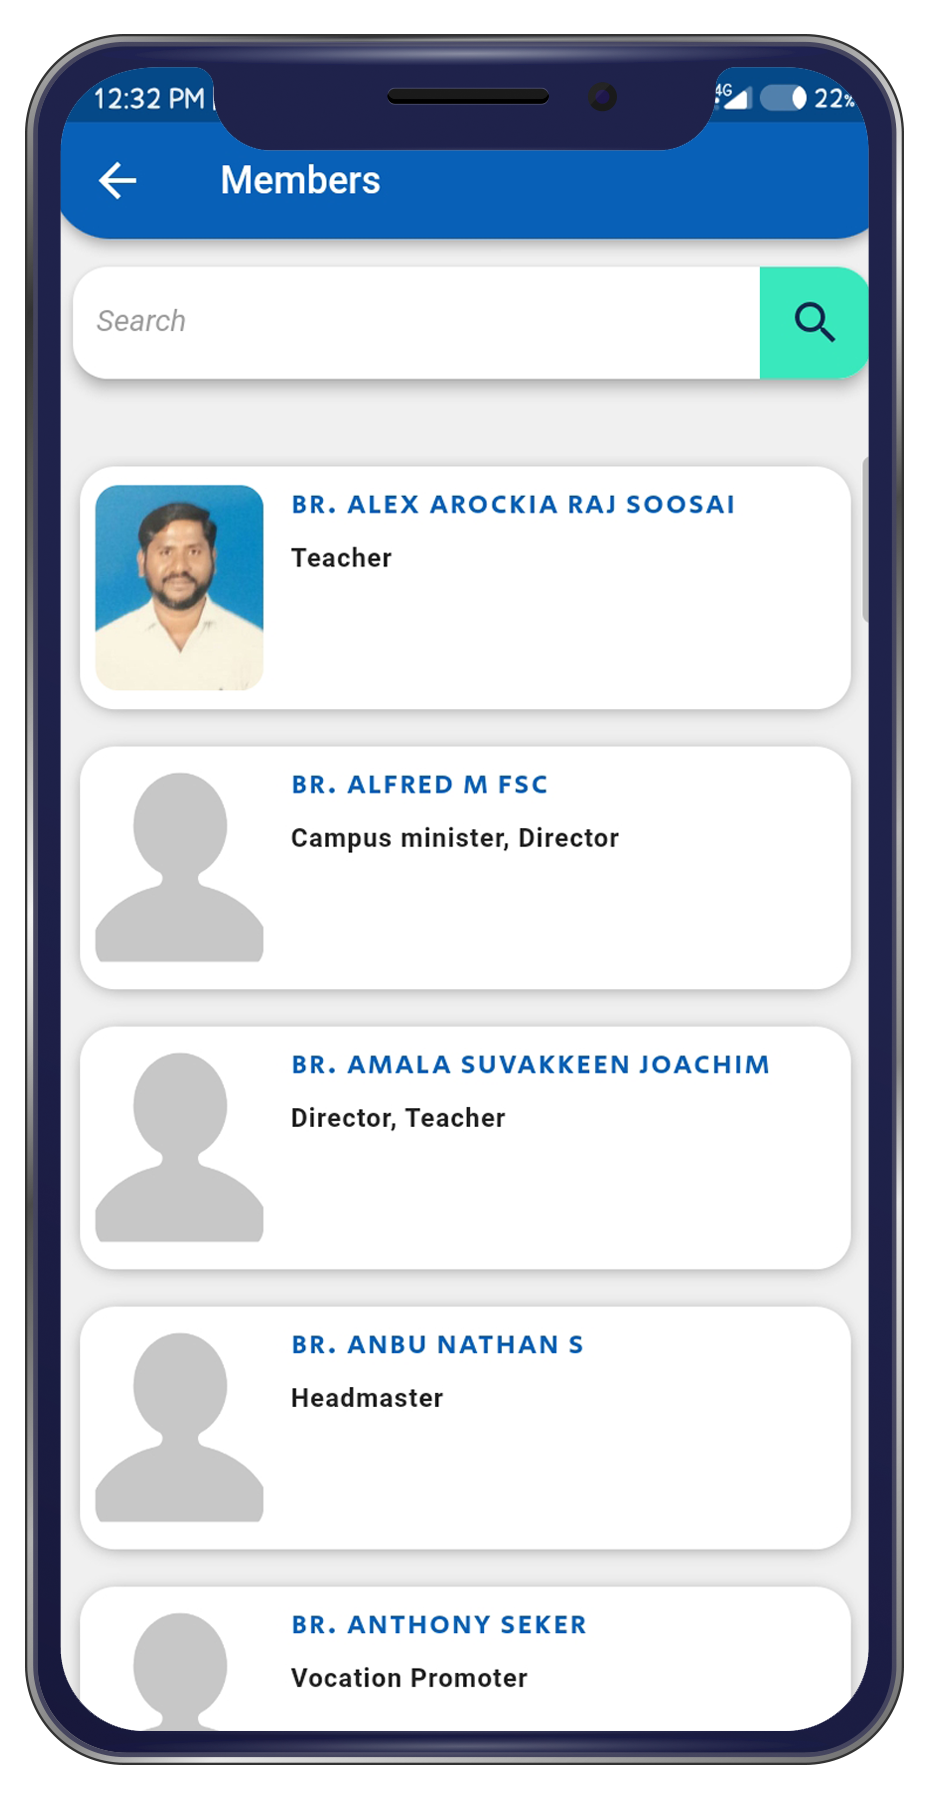 12:32 PM
4G 22%
Members
Search
BR. ALEX AROCKIA RAJ SOOSAI
Teacher
BR. ALFRED M FSC
Campus minister, Director
BR. AMALA SUVAKKEEN JOACHIM
Director, Teacher
BR. ANBU NATHAN S
Headmaster
BR. ANTHONY SEKER
Vocation Promoter